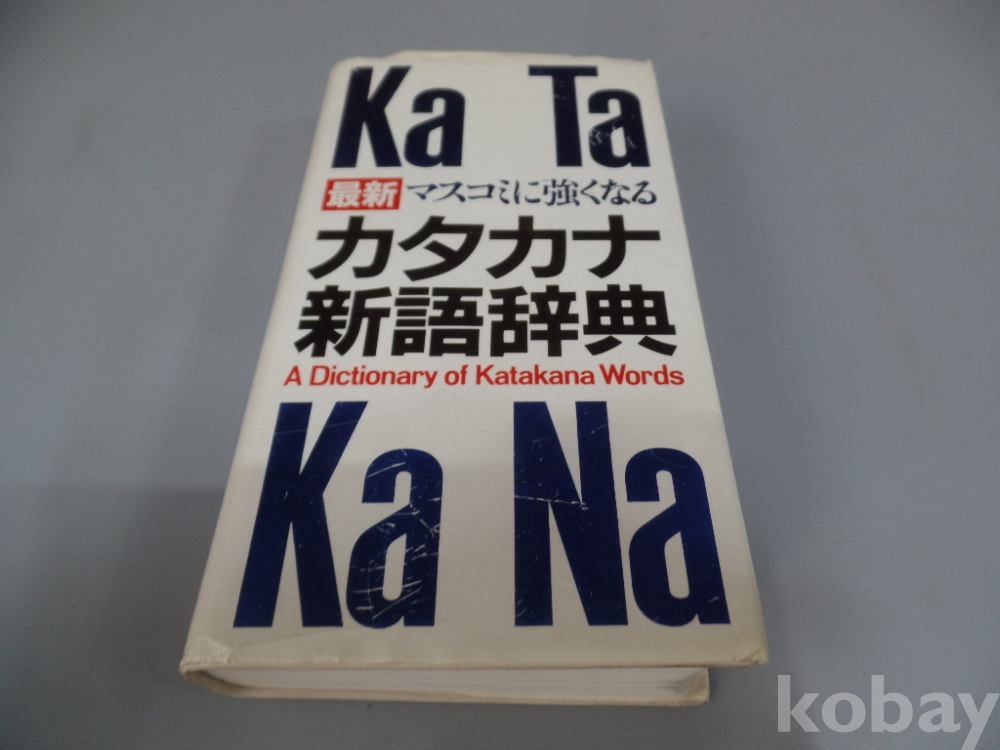 Ka Ta
最新 マスコミに強くなる
カタカナ
新語辞典
A Dictionary of Katakana Words
Ka Na
kobay